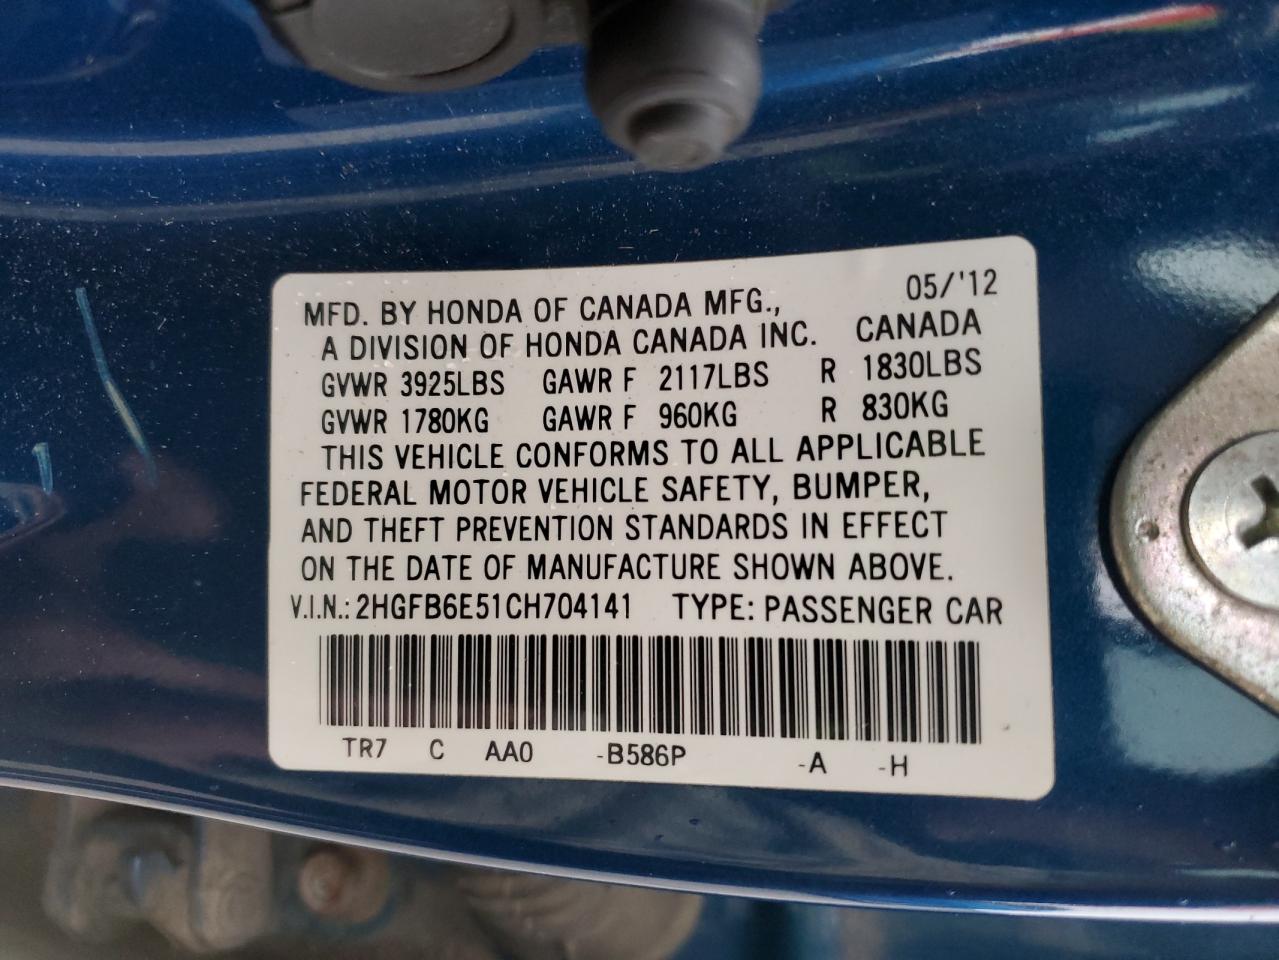 05/'12
MFD. BY HONDA OF CANADA MFG.,
A DIVISION OF HONDA CANADA INC. CANADA
GVWR 3925LBS GAWR F 2117LBS R 1830LBS
GVWR 1780KG GAWR F 960KG R 830KG
THIS VEHICLE CONFORMS TO ALL APPLICABLE
FEDERAL MOTOR VEHICLE SAFETY, BUMPER,
AND THEFT PREVENTION STANDARDS IN EFFECT
ON THE DATE OF MANUFACTURE SHOWN ABOVE.
V.I.N.: 2HGFB6E51CH704141 TYPE: PASSENGER CAR
TR7 C AA0 -B586P -A -H